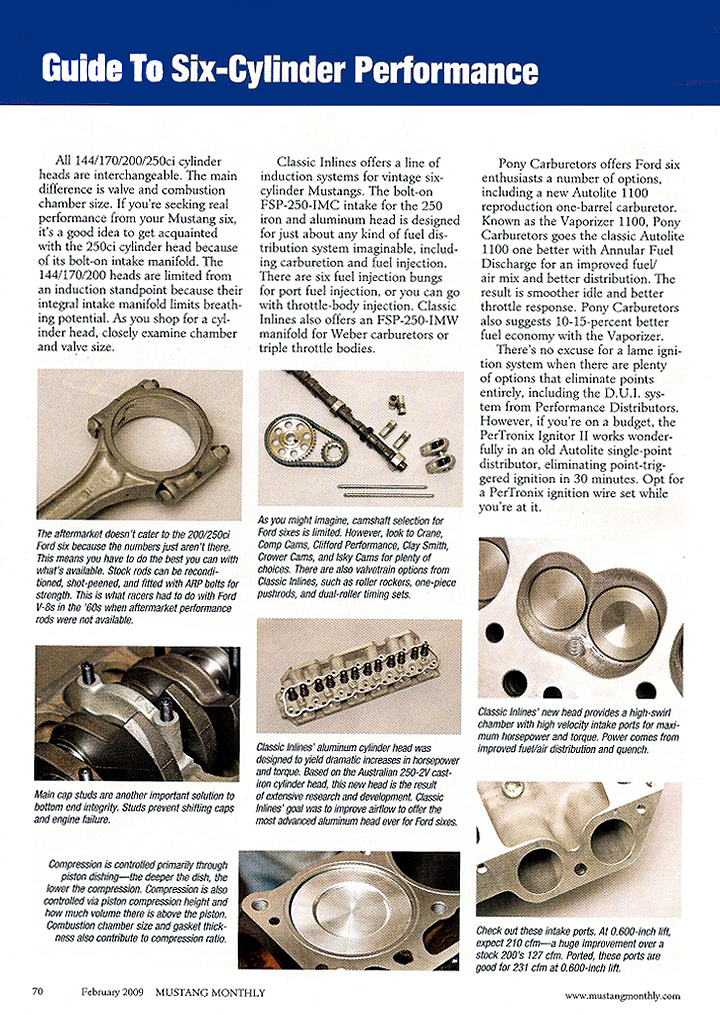 Guide To Six-Cylinder Performance
All 144/170/200/250ci cylinder
heads are interchangeable. The main
difference is valve and combustion
chamber size. If you're seeking real
performance from your Mustang six,
it's a good idea to get acquainted
with the 250ci cylinder head because
of its bolt-on intake manifold. The
144/170/200 heads are limited from
an induction standpoint because their
integral intake manifold limits breath-
ing potential. As you shop for a cyl-
inder head, closely examine chamber
and valve size.
The aftermarket doesn't cater to the 200/250ci
Ford six because the numbers just aren't there.
This means you have to do the best you can with
what's available. Stock rods can be recondi-
tioned, shot-peened, and fitted with ARP bolts for
strength. This is what racers had to do with Ford
V-8s in the '60s when aftermarket performance
rods were not available.
Main cap studs are another important solution to
bottom end integrity. Studs prevent shifting caps
and engine failure.
Compression is controlled primarily through
piston dishing—the deeper the dish, the
lower the compression. Compression is also
controlled via piston compression height and
how much volume there is above the piston.
Combustion chamber size and gasket thick-
ness also contribute to compression ratio.
Classic Inlines offers a line of
induction systems for vintage six-
cylinder Mustangs. The bolt-on
FSP-250-IMC intake for the 250
iron and aluminum head is designed
for just about any kind of fuel dis-
tribution system imaginable, includ-
ing carburetion and fuel injection.
There are six fuel injection bungs
for port fuel injection, or you can go
with throttle-body injection. Classic
Inlines also offers an FSP-250-IMW
manifold for Weber carburetors or
triple throttle bodies.
As you might imagine, camshaft selection for
Ford sixes is limited. However, look to Crane,
Comp Cams, Clifford Performance, Clay Smith,
Crower Cams, and Isky Cams for plenty of
choices. There are also valvetrain options from
Classic Inlines, such as roller rockers, one-piece
pushrods, and dual-roller timing sets.
Classic Inlines' aluminum cylinder head was
designed to yield dramatic increases in horsepower
and torque. Based on the Australian 250-2V cast-
iron cylinder head, this new head is the result
of extensive research and development. Classic
Inlines' goal was to improve airflow to offer the
most advanced aluminum head ever for Ford sixes.
Pony Carburetors offers Ford six
enthusiasts a number of options,
including a new Autolite 1100
reproduction one-barrel carburetor.
Known as the Vaporizer 1100, Pony
Carburetors goes the classic Autolite
1100 one better with Annular Fuel
Discharge for an improved fuel/
air mix and better distribution. The
result is smoother idle and better
throttle response. Pony Carburetors
also suggests 10-15-percent better
fuel economy with the Vaporizer.
There's no excuse for a lame igni-
tion system when there are plenty
of options that eliminate points
entirely, including the D.U.I. sys-
tem from Performance Distributors.
However, if you're on a budget, the
PerTronix Ignitor II works wonder-
fully in an old Autolite single-point
distributor, eliminating point-trig-
gered ignition in 30 minutes. Opt for
a PerTronix ignition wire set while
you're at it.
Classic Inlines' new head provides a high-swirl
chamber with high velocity intake ports for maxi-
mum horsepower and torque. Power comes from
improved fuel/air distribution and quench.
Check out these intake ports. At 0.600-inch lift,
expect 210 cfm—a huge improvement over a
stock 200's 127 cfm. Ported, these ports are
good for 231 cfm at 0.600-inch lift.
70 February 2009 MUSTANG MONTHLY
www.mustangmonthly.com